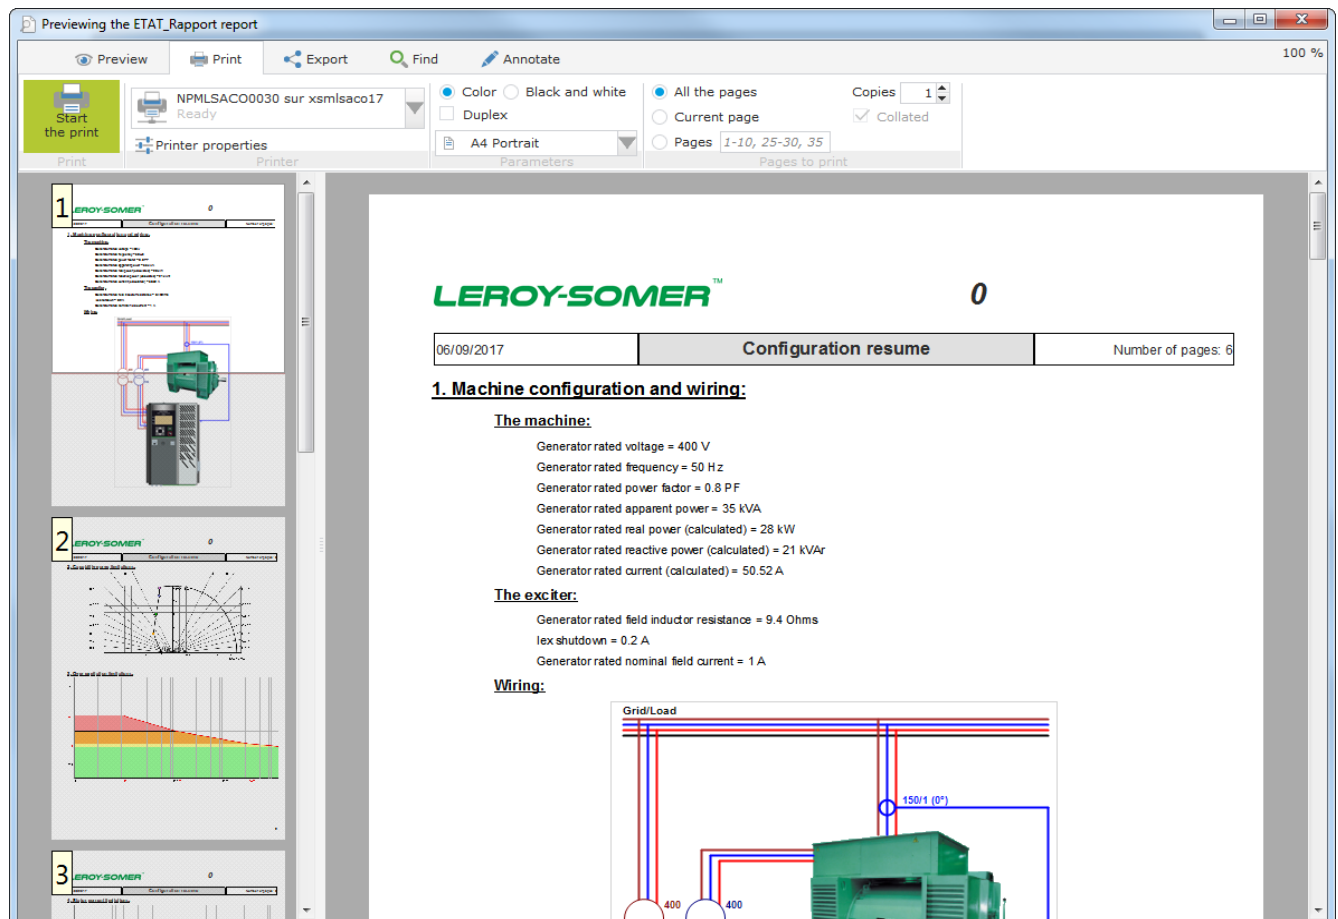 Previewing the ETAT_Rapport report
Preview
Print
Export
Find
Annotate
100 %
Start
the print
Print
NPMLSACO0030 sur xsmlsaco17
Ready
Printer properties
Printer
Color
Black and white
Duplex
A4 Portrait
Parameters
All the pages
Current page
Pages 1-10, 25-30, 35
Copies 1
Collated
Pages to print
1
LEROY-SOMER
0
Configuration resume
2
LEROY-SOMER
0
Configuration resume
3
LEROY-SOMER
0
Configuration resume
LEROY-SOMER™
0
06/09/2017
Configuration resume
Number of pages: 6
1. Machine configuration and wiring:
The machine:
Generator rated voltage = 400 V
Generator rated frequency = 50 Hz
Generator rated power factor = 0.8 PF
Generator rated apparent power = 35 kVA
Generator rated real power (calculated) = 28 kW
Generator rated reactive power (calculated) = 21 kVAr
Generator rated current (calculated) = 50.52 A
The exciter:
Generator rated field inductor resistance = 9.4 Ohms
Iex shutdown = 0.2 A
Generator rated nominal field current = 1 A
Wiring:
Grid/Load
150/1 (0°)
400
400